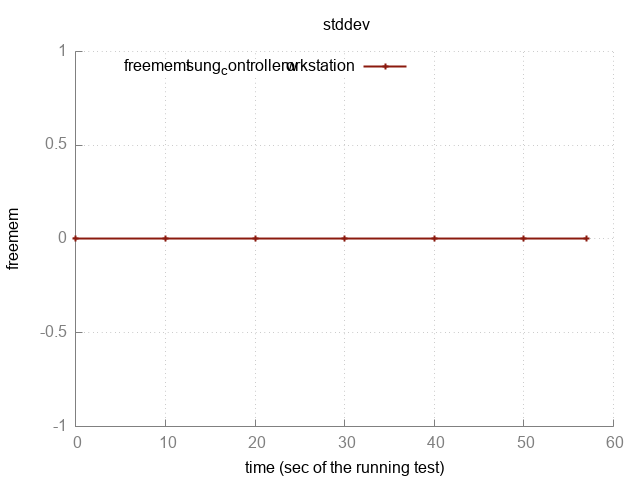 stddev
1
freememtsung_controllerworkstation
0.5
freemem
0
-0.5
-1
0 10 20 30 40 50 60
time (sec of the running test)